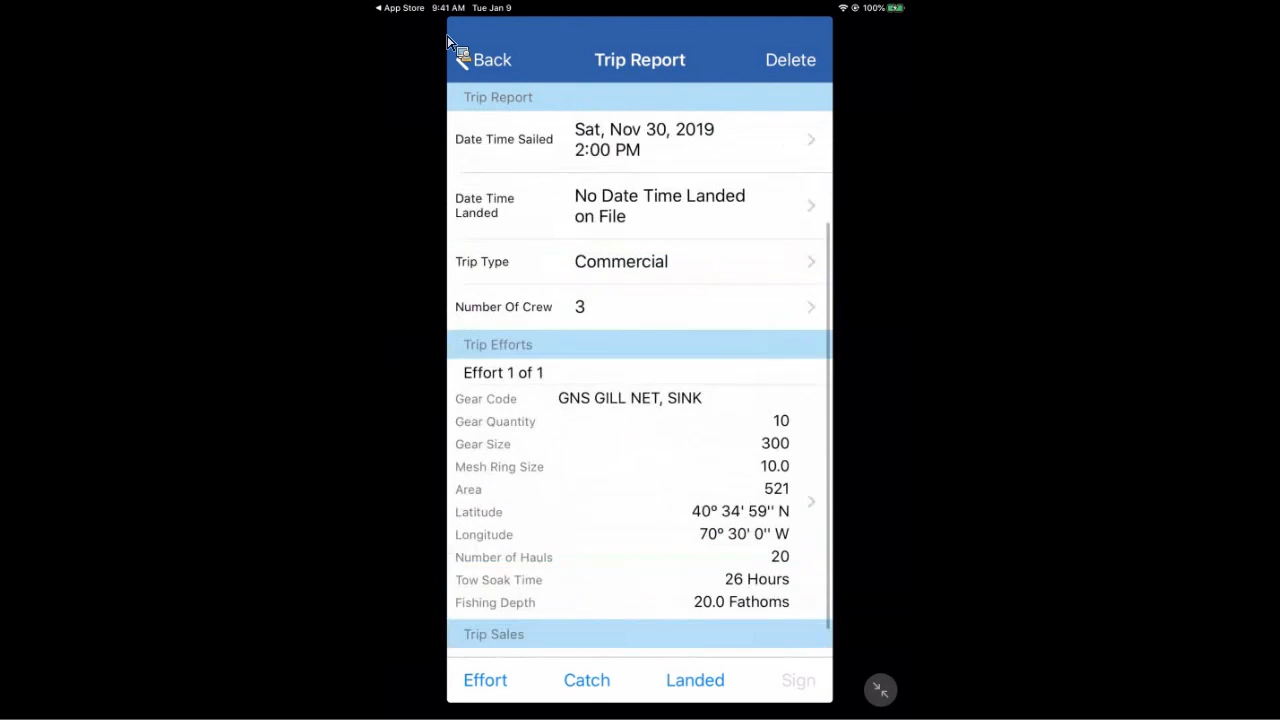 App Store 9:41 AM Tue Jan 9 100%
Back Trip Report Delete
Trip Report
Date Time Sailed Sat, Nov 30, 2019
2:00 PM
Date Time
Landed No Date Time Landed
on File
Trip Type Commercial
Number Of Crew 3
Trip Efforts
Effort 1 of 1
Gear Code GNS GILL NET, SINK
Gear Quantity 10
Gear Size 300
Mesh Ring Size 10.0
Area 521
Latitude 40º 34' 59'' N
Longitude 70º 30' 0'' W
Number of Hauls 20
Tow Soak Time 26 Hours
Fishing Depth 20.0 Fathoms
Trip Sales
Effort Catch Landed Sign